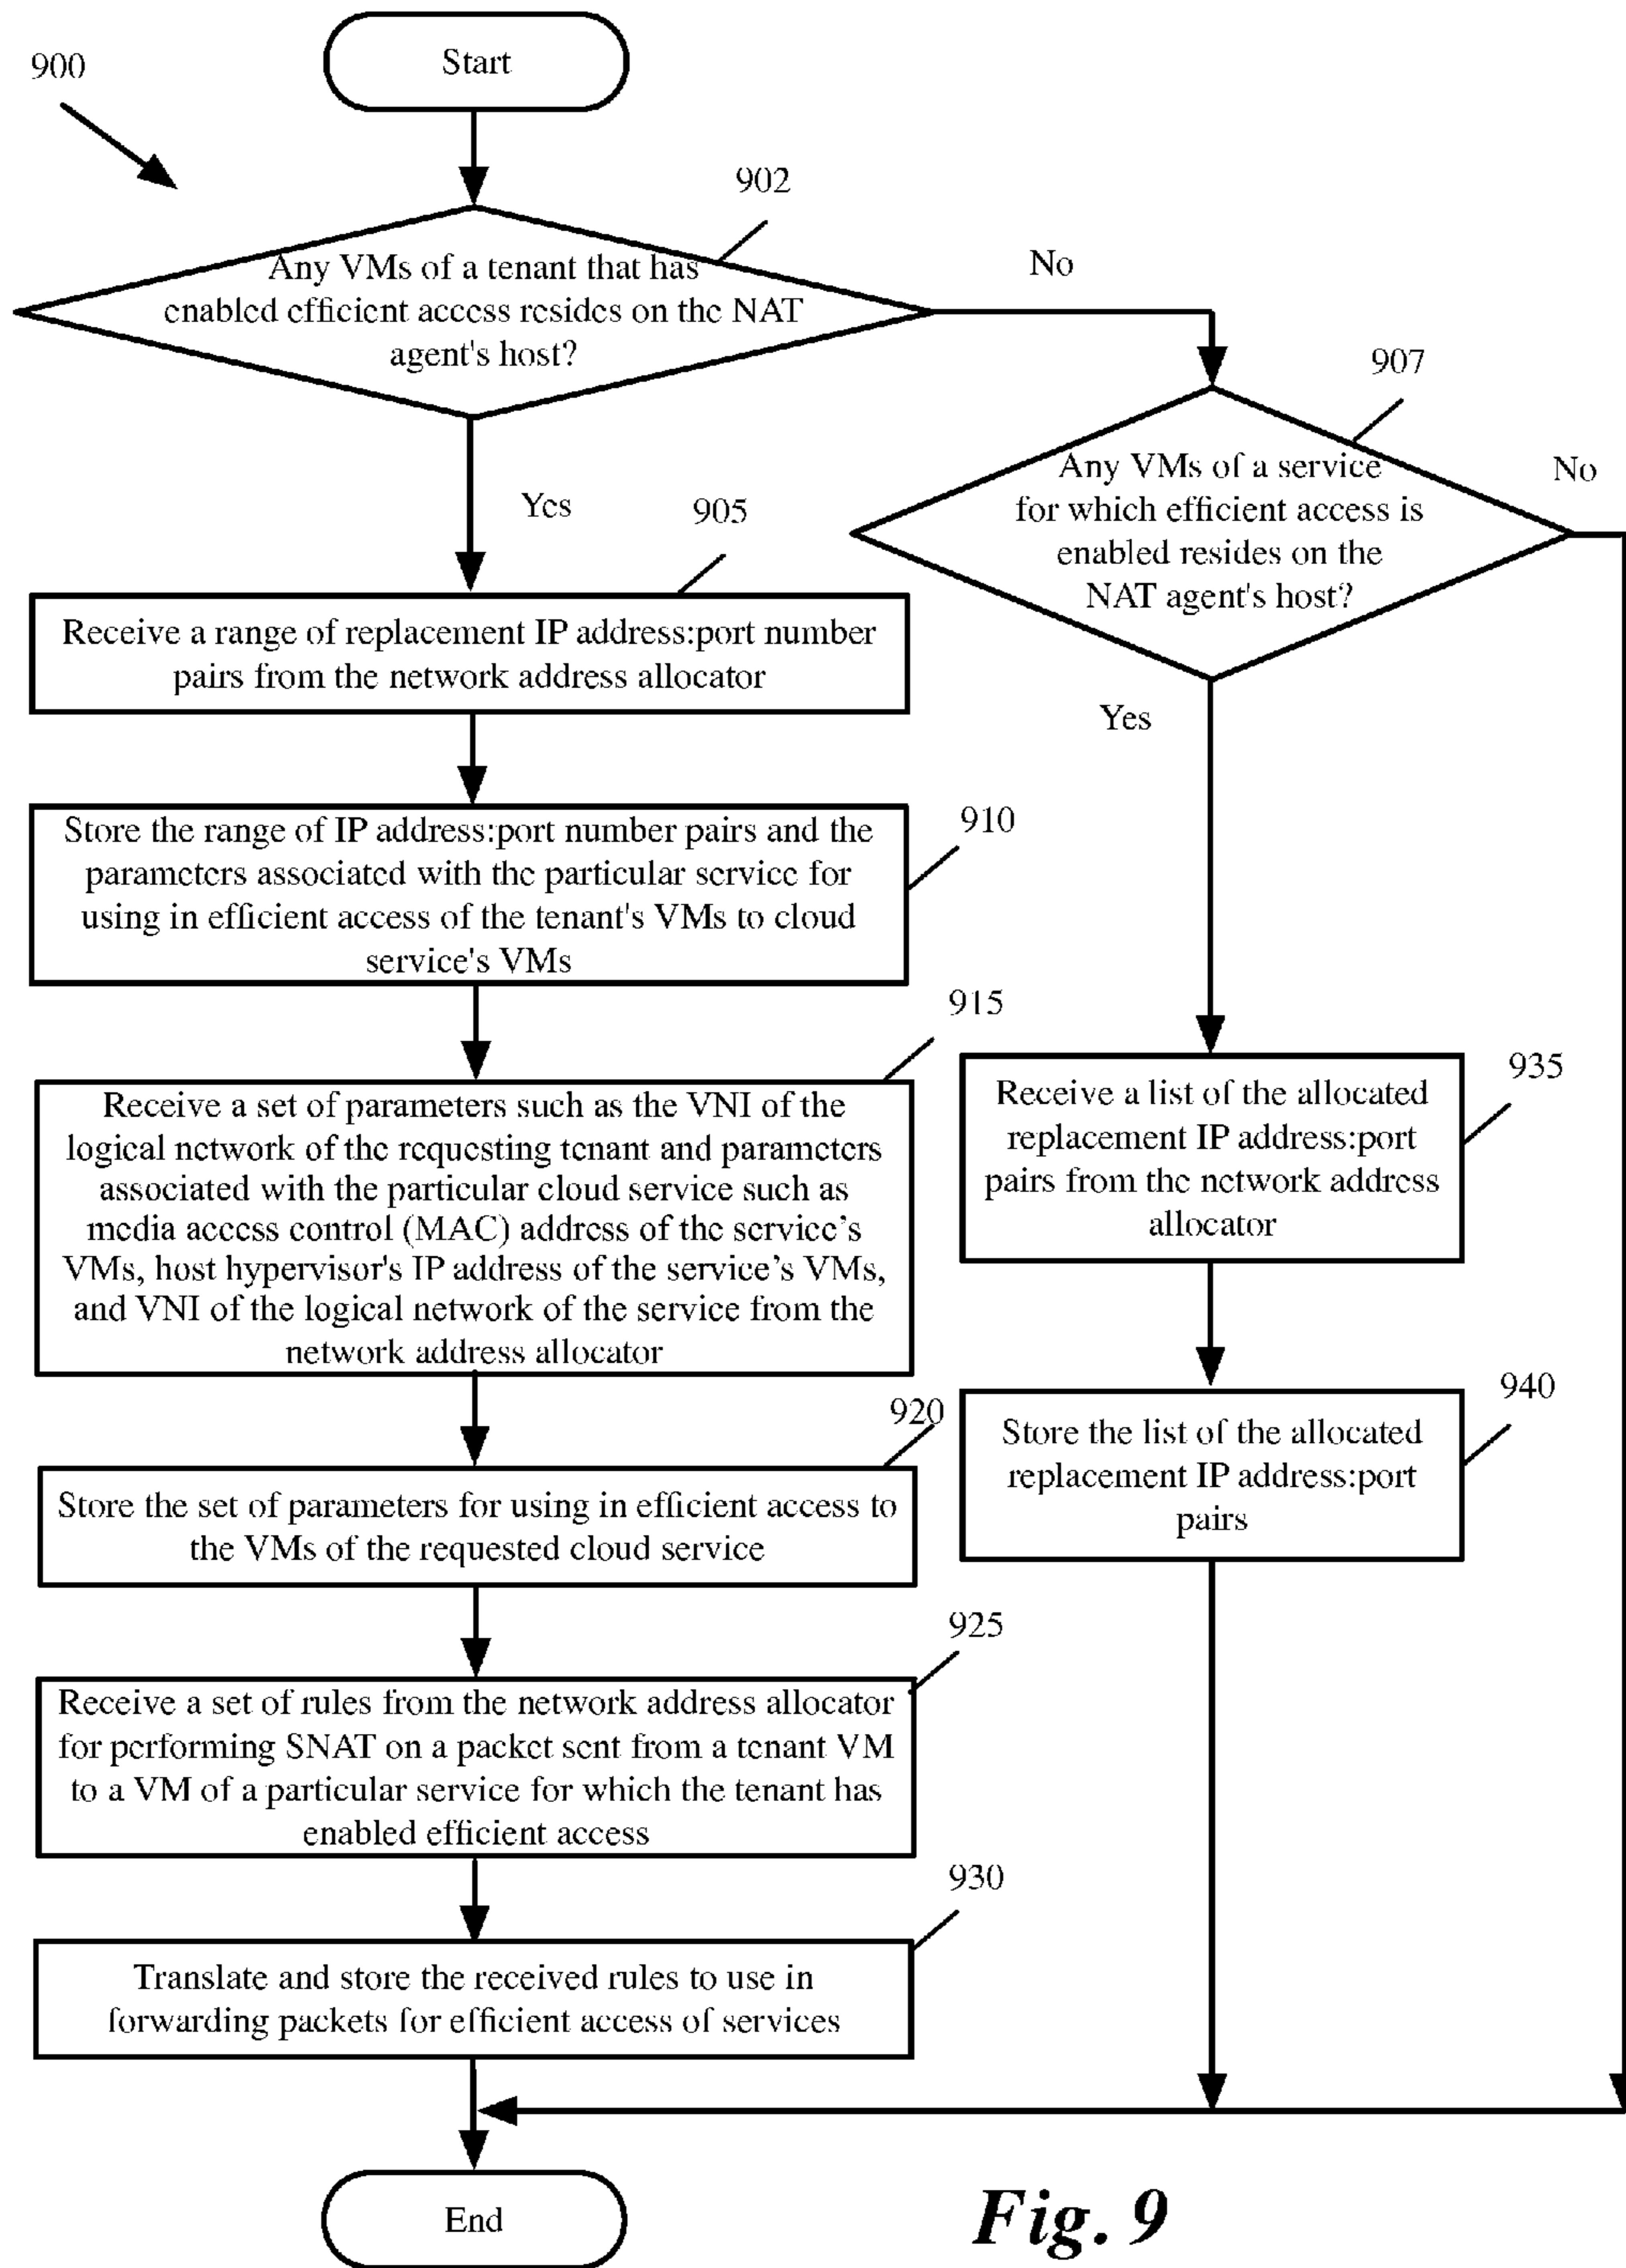 Start
900
902
Any VMs of a tenant that has
enabled efficient access resides on the NAT
agent's host?
No
907
Any VMs of a service
for which efficient access is
enabled resides on the
NAT agent's host?
No
Yes
905
Receive a range of replacement IP address:port number
pairs from the network address allocator
Yes
910
Store the range of IP address:port number pairs and the
parameters associated with the particular service for
using in efficient access of the tenant's VMs to cloud
service's VMs
915
Receive a set of parameters such as the VNI of the
logical network of the requesting tenant and parameters
associated with the particular cloud service such as
media access control (MAC) address of the service’s
VMs, host hypervisor's IP address of the service’s VMs,
and VNI of the logical network of the service from the
network address allocator
935
Receive a list of the allocated
replacement IP address:port
pairs from the network address
allocator
920
Store the set of parameters for using in efficient access to
the VMs of the requested cloud service
940
Store the list of the allocated
replacement IP address:port
pairs
925
Receive a set of rules from the network address allocator
for performing SNAT on a packet sent from a tenant VM
to a VM of a particular service for which the tenant has
enabled efficient access
930
Translate and store the received rules to use in
forwarding packets for efficient access of services
End
Fig. 9